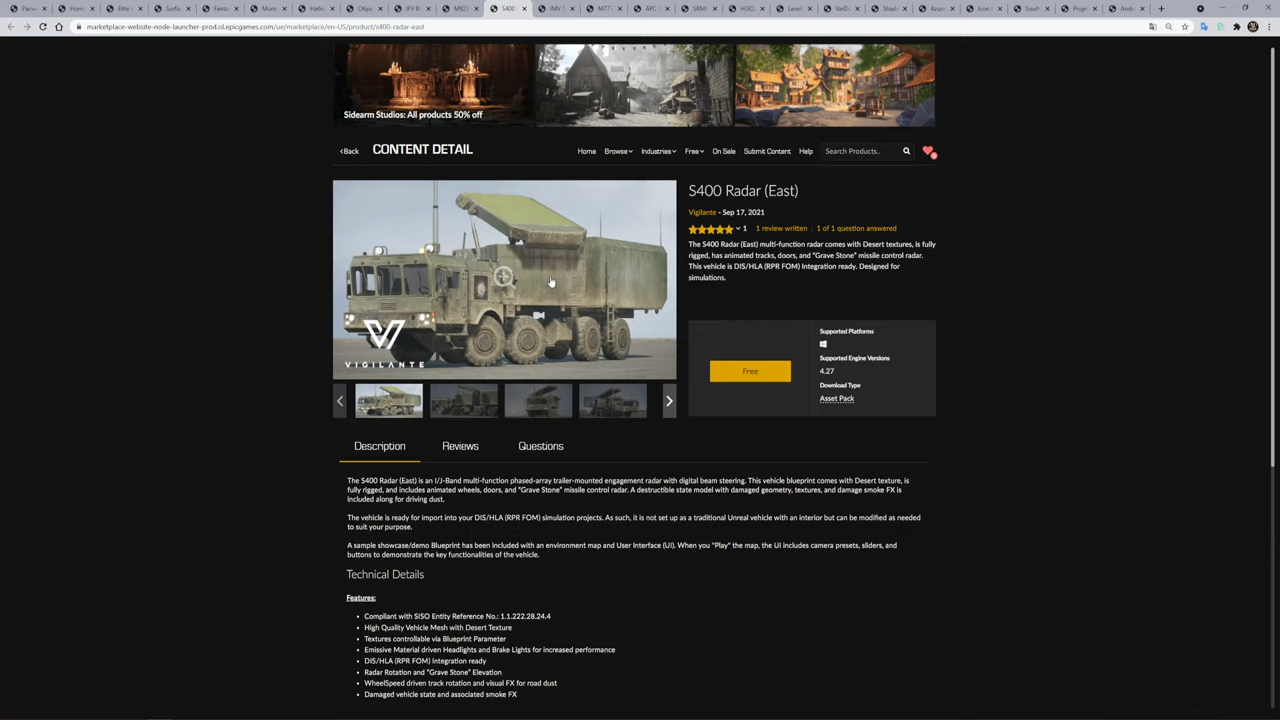 S400
IMV
M77
APC
SRMI
HISC
marketplace-website-node-launcher-prod.ol.epicgames.com/ue/marketplace/en-US/product/s400-radar-east
Sidearm Studios: All products 50% off
Back
CONTENT DETAIL
Home
Browse
Industries
Free
On Sale
Submit Content
Help
Search Products..
S400 Radar (East)
Vigilante - Sep 17, 2021
1
1 review written
1 of 1 question answered
The S400 Radar (East) multi-function radar comes with Desert textures, is fully
rigged, has animated tracks, doors, and "Grave Stone" missile control radar.
This vehicle is DIS/HLA (RPR FOM) Integration ready. Designed for
simulations.
VIGILANTE
Free
Supported Platforms
Supported Engine Versions
4.27
Download Type
Asset Pack
Description
Reviews
Questions
The S400 Radar (East) is an I/J-Band multi-function phased-array trailer-mounted engagement radar with digital beam steering. This vehicle blueprint comes with Desert texture, is
fully rigged, and includes animated wheels, doors, and "Grave Stone" missile control radar. A destructible state model with damaged geometry, textures, and damage smoke FX is
included along for driving dust.
The vehicle is ready for import into your DIS/HLA (RPR FOM) simulation projects. As such, it is not set up as a traditional Unreal vehicle with an interior but can be modified as needed
to suit your purpose.
A sample showcase/demo Blueprint has been included with an environment map and User Interface (UI). When you "Play" the map, the UI includes camera presets, sliders, and
buttons to demonstrate the key functionalities of the vehicle.
Technical Details
Features:
Compliant with SISO Entity Reference No.: 1.1.222.28.24.4
High Quality Vehicle Mesh with Desert Texture
Textures controllable via Blueprint Parameter
Emissive Material driven Headlights and Brake Lights for increased performance
DIS/HLA (RPR FOM) Integration ready
Radar Rotation and "Grave Stone" Elevation
WheelSpeed driven track rotation and visual FX for road dust
Damaged vehicle state and associated smoke FX